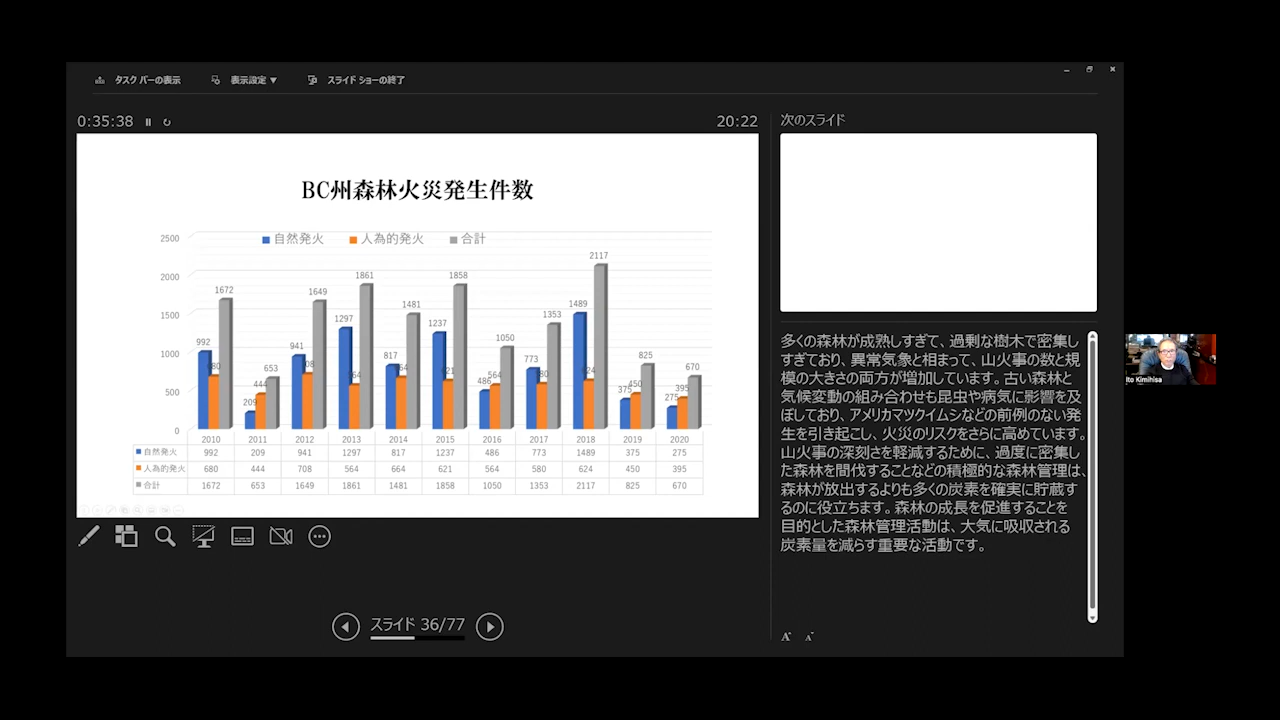 タスク バーの表示 表示設定 ▼ スライド ショーの終了
0:35:38 20:22 次のスライド
BC州森林火災発生件数
自然発火 人為的発火 合計
2500
2000
1500
1000
500
0
992 680 1672
209 444 653
941 708 1649
1297 564 1861
817 664 1481
1237 621 1858
486 564 1050
773 580 1353
1489 624 2117
375 450 825
275 395 670
2010 2011 2012 2013 2014 2015 2016 2017 2018 2019 2020
自然発火 992 209 941 1297 817 1237 486 773 1489 375 275
人為的発火 680 444 708 564 664 621 564 580 624 450 395
合計 1672 653 1649 1861 1481 1858 1050 1353 2117 825 670
スライド 36/77
多くの森林が成熟しすぎて、過剰な樹木で密集し
すぎており、異常気象と相まって、山火事の数と規
模の大きさの両方が増加しています。古い森林と
気候変動の組み合わせも昆虫や病気に影響を及
ぼしており、アメリカマツクイムシなどの前例のない発
生を引き起こし、火災のリスクをさらに高めています。
山火事の深刻さを軽減するために、過度に密集し
た森林を間伐することなどの積極的な森林管理は、
森林が放出するよりも多くの炭素を確実に貯蔵す
るのに役立ちます。森林の成長を促進することを
目的とした森林管理活動は、大気に吸収される
炭素量を減らす重要な活動です。
A A
Ito Kimihisa